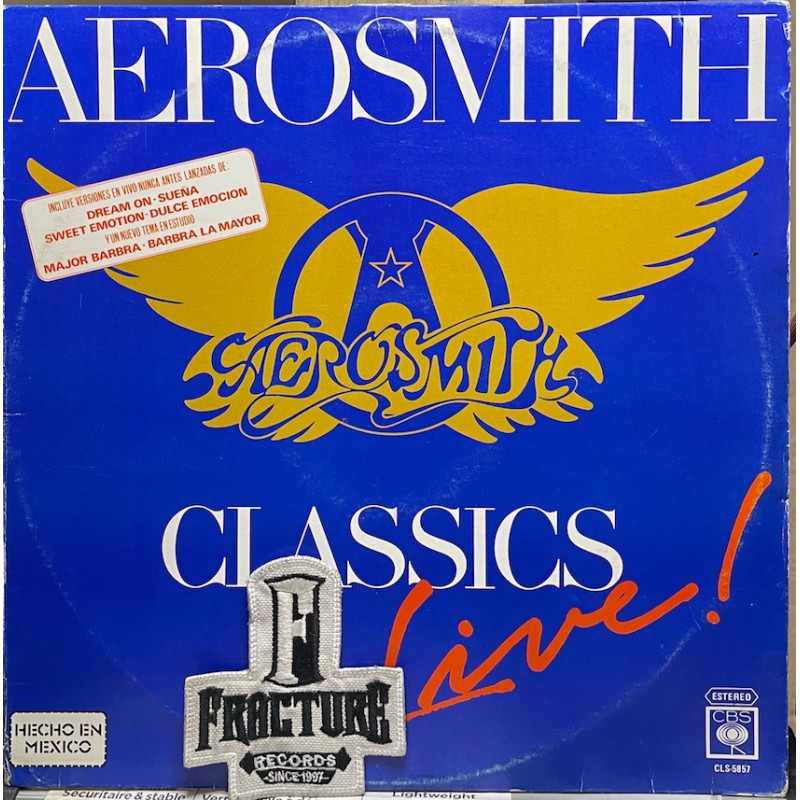 AEROSMITH
INCLUYE VERSIONES EN VIVO NUNCA ANTES LANZADAS DE:
DREAM ON · SUEÑA
SWEET EMOTION · DULCE EMOCION
Y UN NUEVO TEMA EN ESTUDIO
MAJOR BARBRA · BARBRA LA MAYOR
A
AEROSMITH
CLASSICS
Live!
F
FRACTURE
RECORDS
-SINCE 1997-
HECHO EN
MEXICO
ESTEREO
CBS
CLS-5857
Sécuritaire & stable
Lightweight